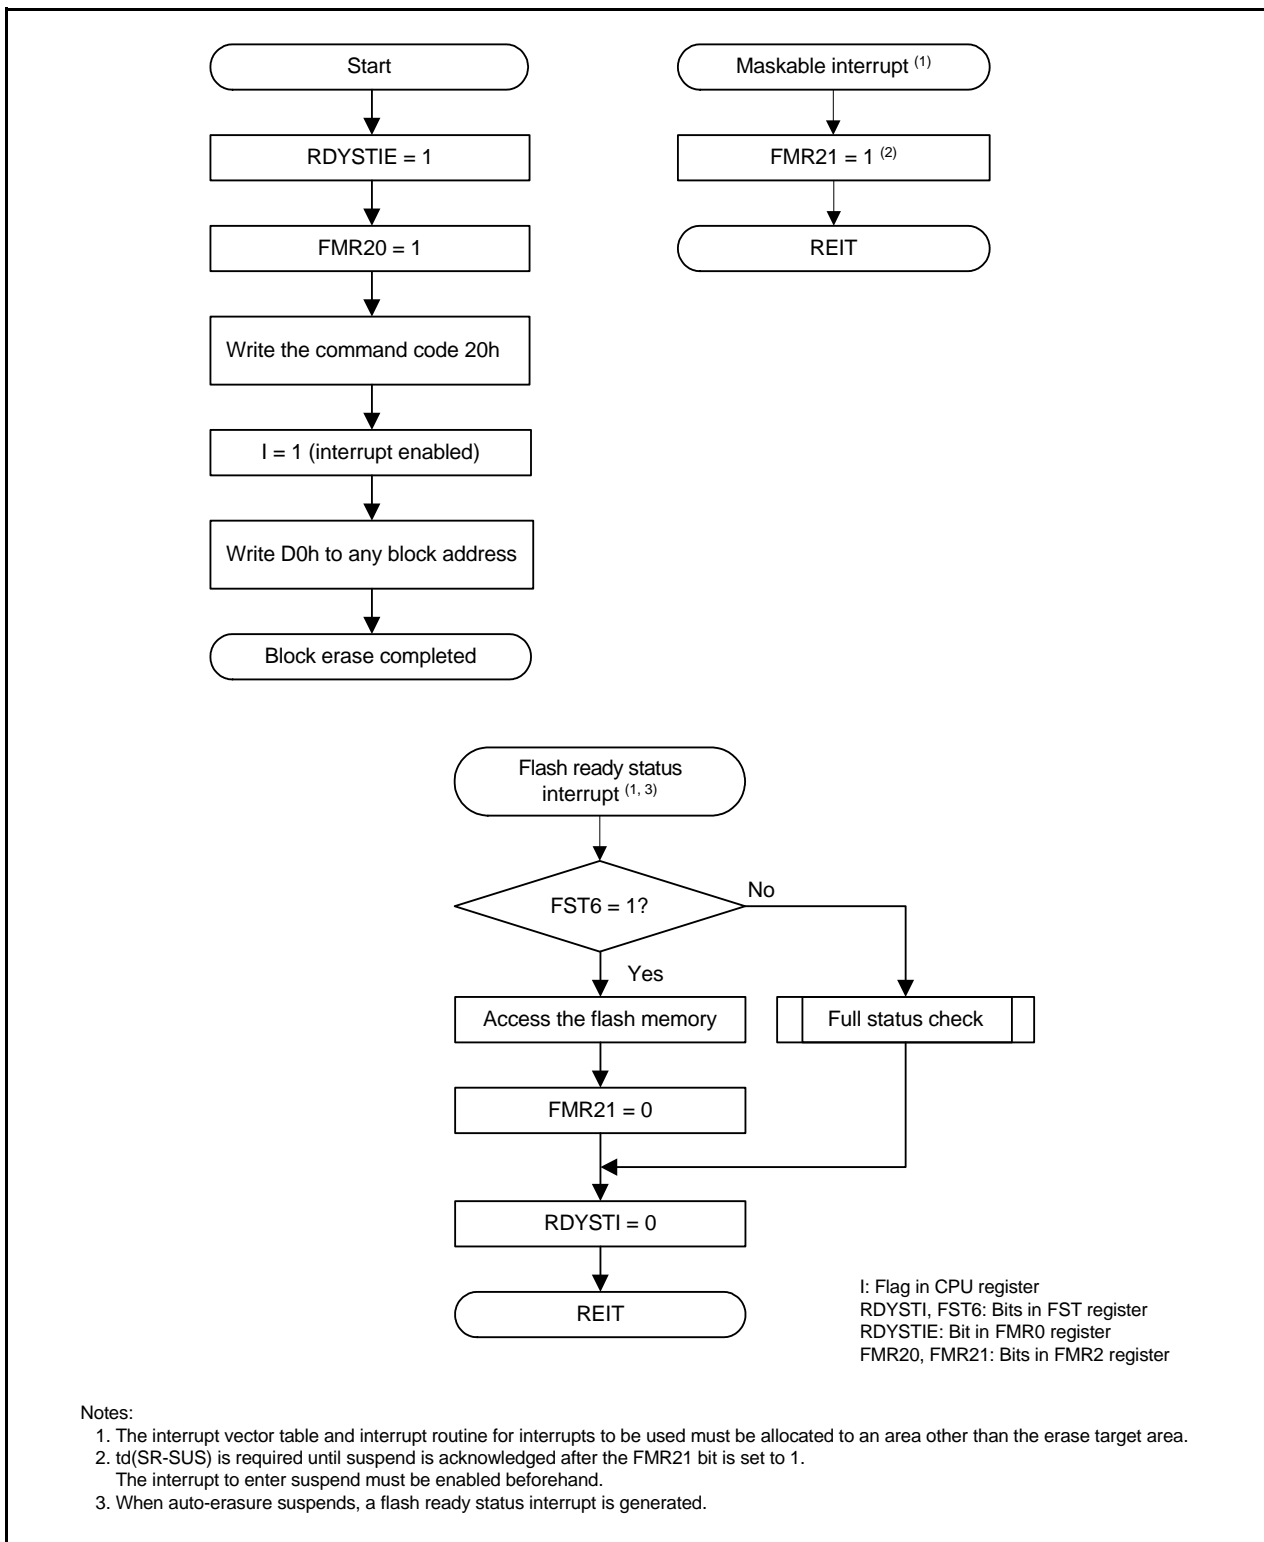 Start
RDYSTIE = 1
FMR20 = 1
Write the command code 20h
I = 1 (interrupt enabled)
Write D0h to any block address
Block erase completed
Maskable interrupt (1)
FMR21 = 1 (2)
REIT
Flash ready status
interrupt (1, 3)
FST6 = 1?
No
Yes
Access the flash memory
Full status check
FMR21 = 0
RDYSTI = 0
REIT
I: Flag in CPU register
RDYSTI, FST6: Bits in FST register
RDYSTIE: Bit in FMR0 register
FMR20, FMR21: Bits in FMR2 register
Notes:
1. The interrupt vector table and interrupt routine for interrupts to be used must be allocated to an area other than the erase target area.
2. td(SR-SUS) is required until suspend is acknowledged after the FMR21 bit is set to 1.
The interrupt to enter suspend must be enabled beforehand.
3. When auto-erasure suspends, a flash ready status interrupt is generated.